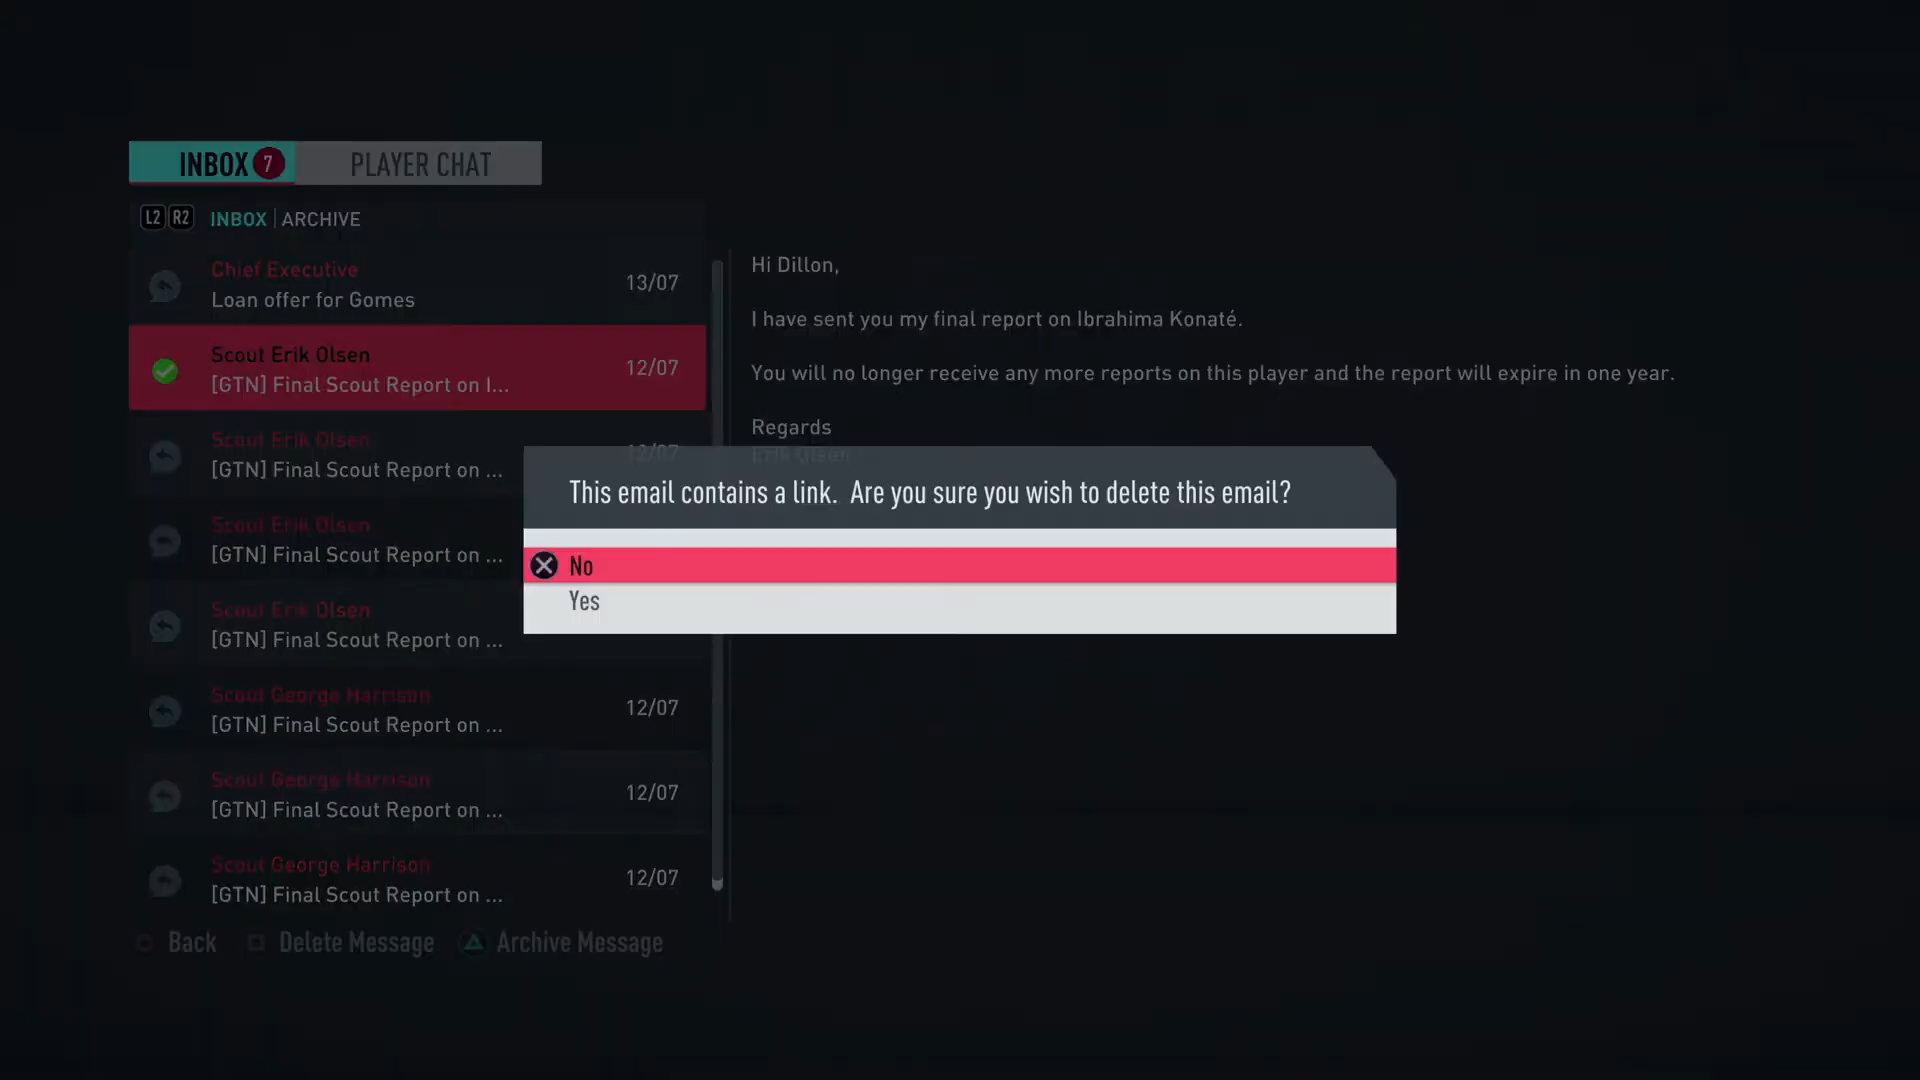 INBOX 7 PLAYER CHAT
L2 R2 INBOX | ARCHIVE
Chief Executive
Loan offer for Gomes
13/07
Scout Erik Olsen
[GTN] Final Scout Report on I...
12/07
Scout Erik Olsen
[GTN] Final Scout Report on ...
12/07
Scout Erik Olsen
[GTN] Final Scout Report on ...
Scout Erik Olsen
[GTN] Final Scout Report on ...
Scout George Harrison
[GTN] Final Scout Report on ...
12/07
Scout George Harrison
[GTN] Final Scout Report on ...
12/07
Scout George Harrison
[GTN] Final Scout Report on ...
12/07
Hi Dillon,
I have sent you my final report on Ibrahima Konaté.
You will no longer receive any more reports on this player and the report will expire in one year.
Regards
Erik Olsen
This email contains a link. Are you sure you wish to delete this email?
No
Yes
Back Delete Message Archive Message